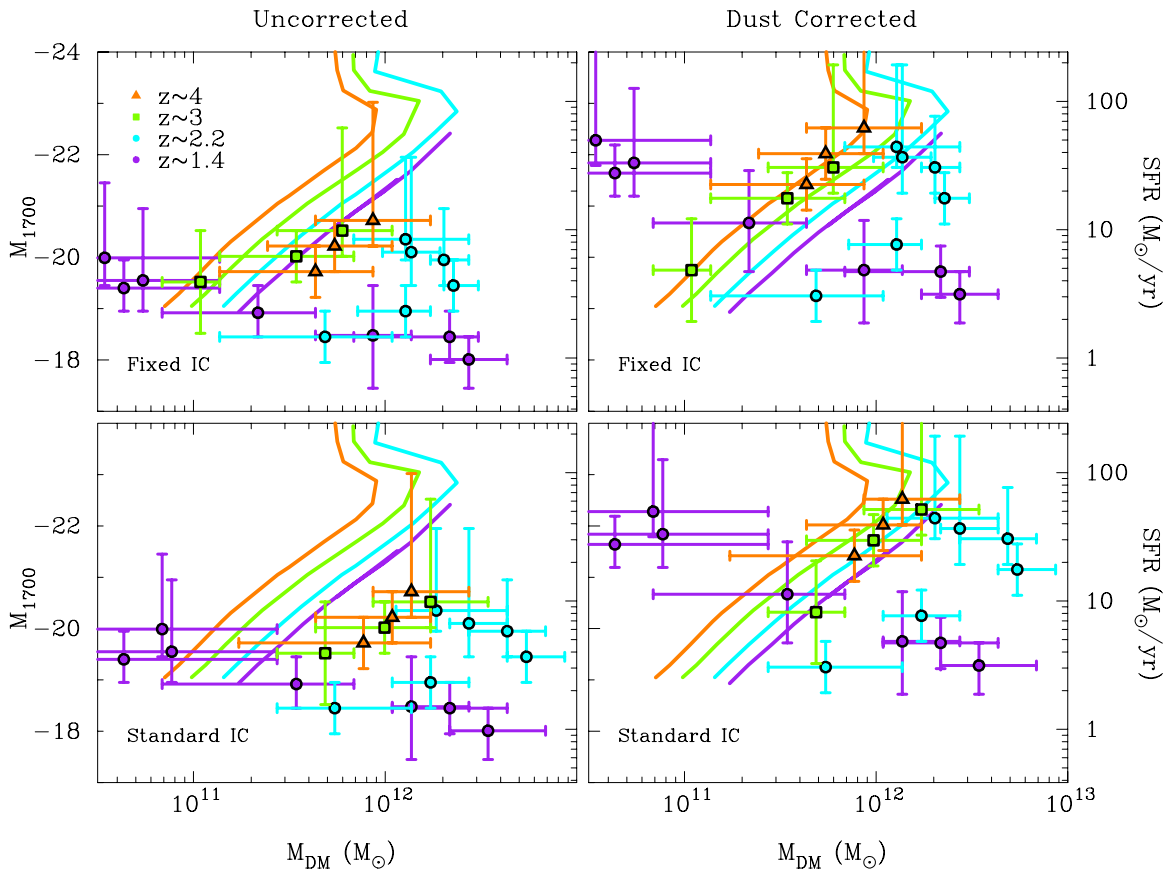 Uncorrected
Dust Corrected
−24
−22
−20
−18
M1700
z~4
z~3
z~2.2
z~1.4
Fixed IC
Fixed IC
100
10
1
SFR (M⊙/yr)
−22
−20
−18
M1700
Standard IC
Standard IC
100
10
1
SFR (M⊙/yr)
10^11
10^12
10^11
10^12
10^13
M_DM (M⊙)
M_DM (M⊙)